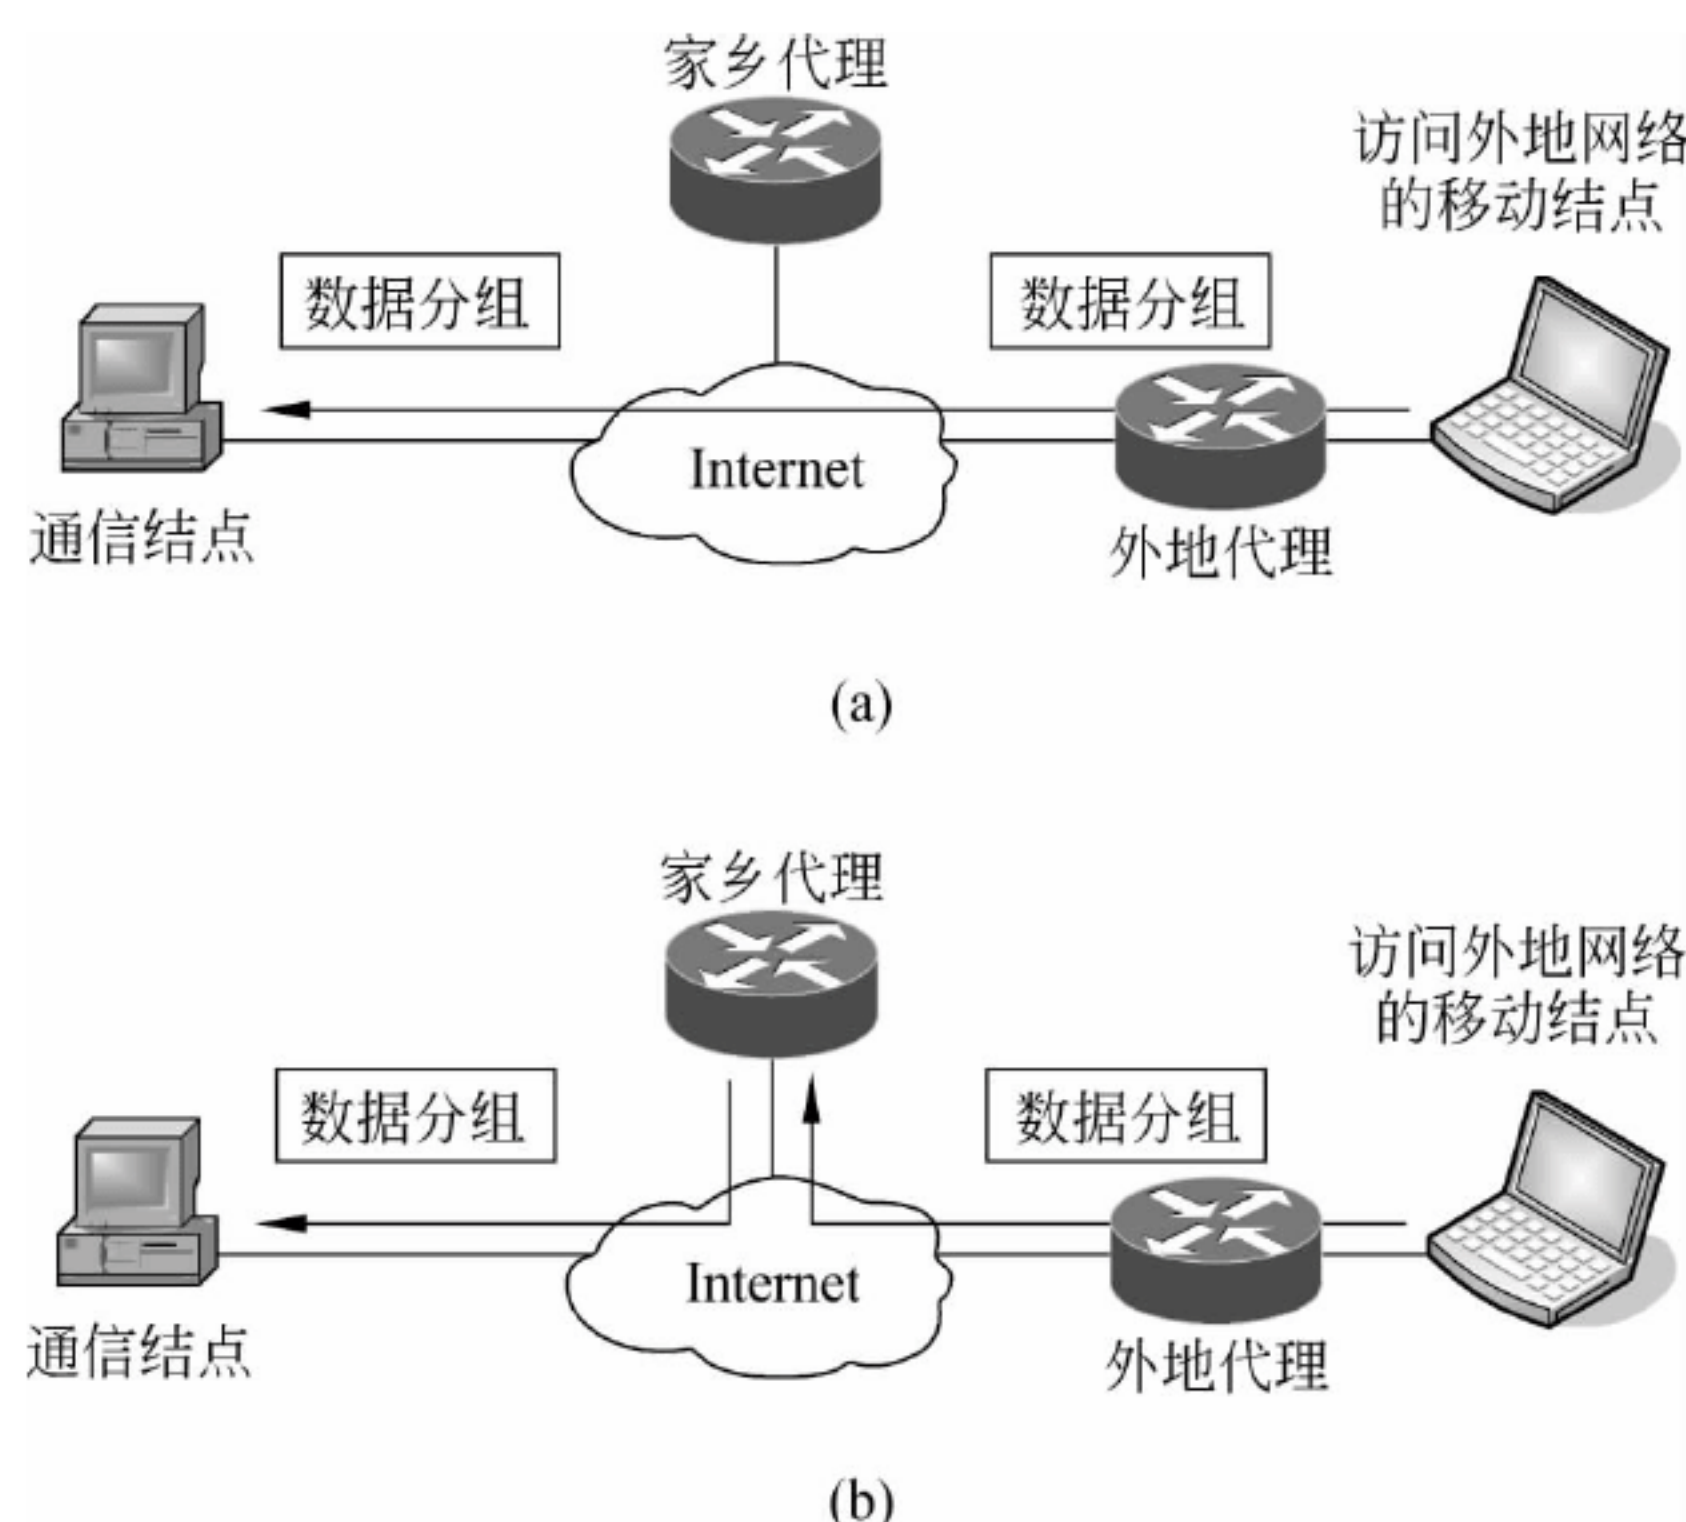 家乡代理
访问外地网络
的移动结点
数据分组
数据分组
Internet
通信结点
外地代理
(a)
家乡代理
访问外地网络
的移动结点
数据分组
数据分组
Internet
通信结点
外地代理
(b)